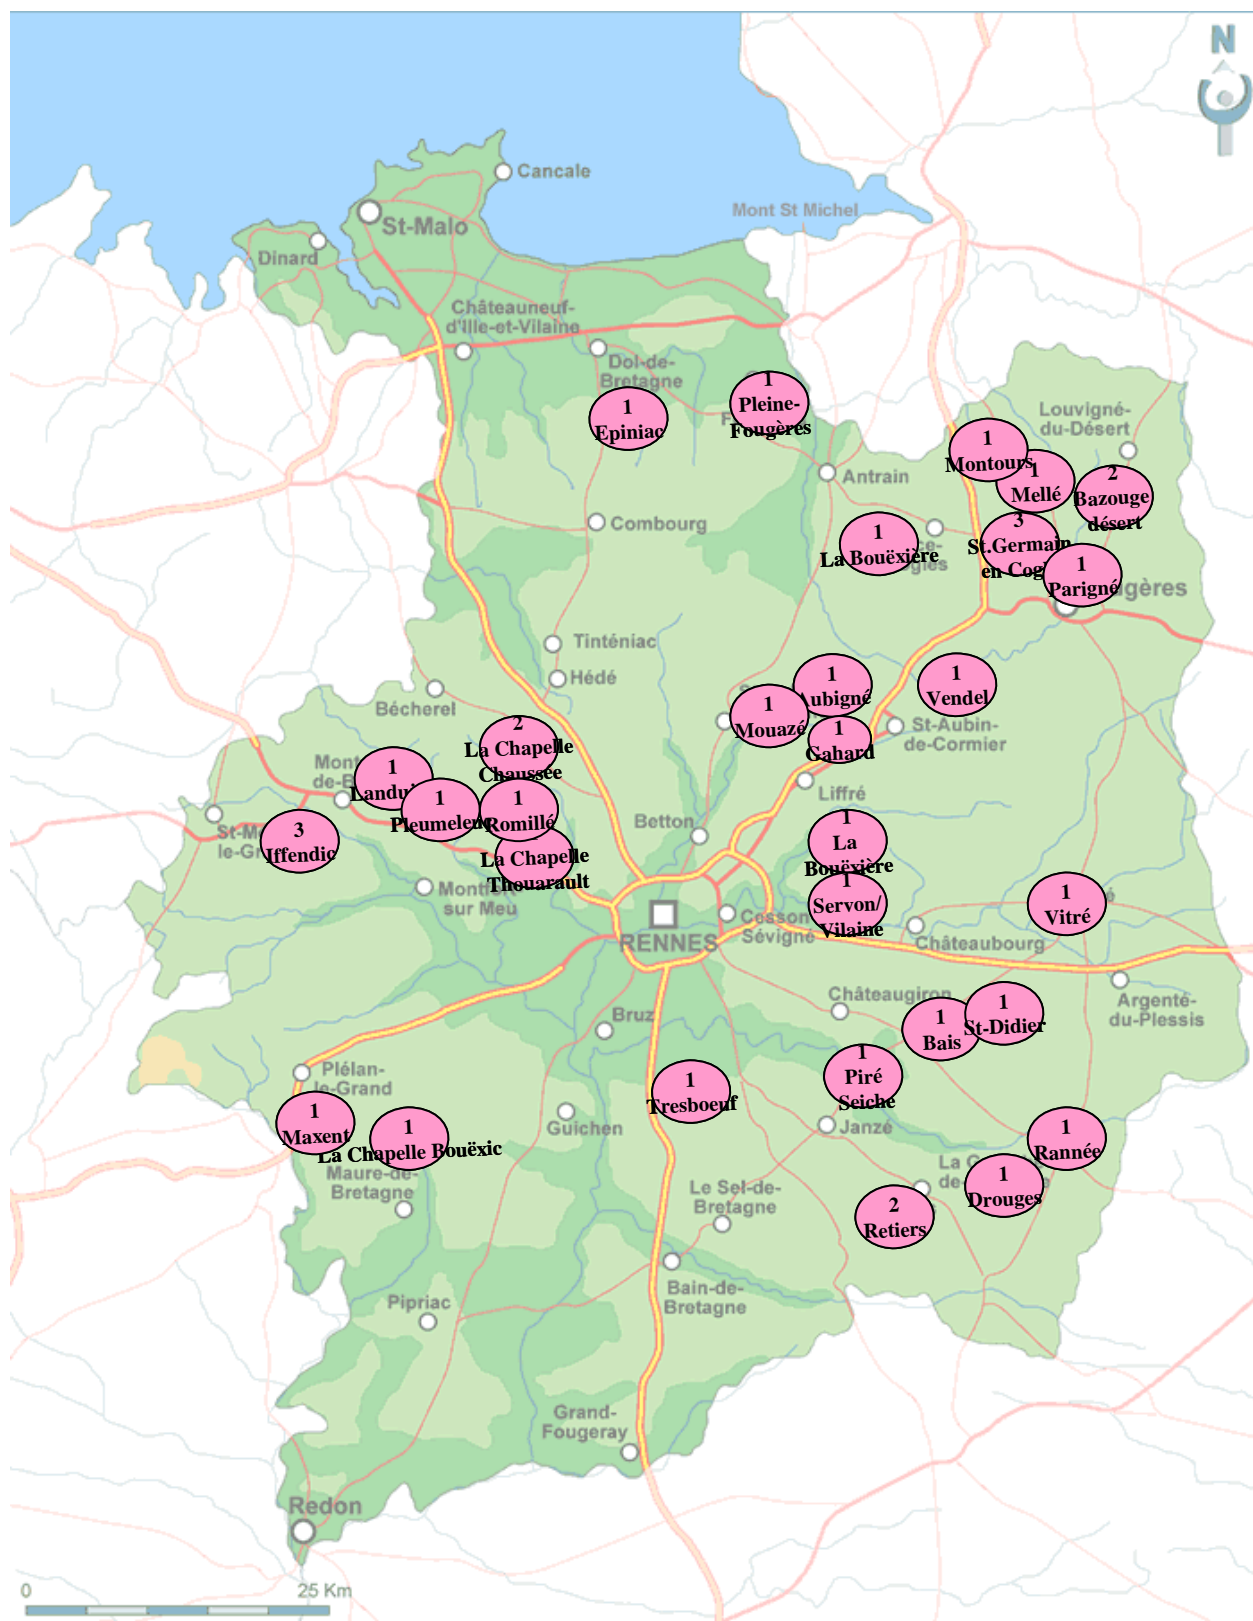 N
Cancale
St-Malo
Mont St Michel
Dinard
Châteauneuf-
d'Ille-et-Vilaine
Dol-de-
Bretagne
1
Pleine-
Fougères
1
Epiniac
Louvigné-
du-Désert
1
Montours
1
Mellé
2
Bazouge
désert
Antrain
Combourg
1
La Bouëxière
3
St.Germain
en Cogl
1
Parigné
Tinténiac
Hédé
Bécherel
1
Aubigné
1
Vendel
1
Mouazé
1
Gahard
St-Aubin-
de-Cormier
2
La Chapelle
Chaussée
1
1
Pleumeleuc
1
Romillé
La Chapelle
Thouarault
3
Iffendic
Liffré
Betton
1
La
Bouëxière
1
Servon/
Vilaine
1
Vitré
sur Meu
RENNES
Cesson
Sévigné
Châteaubourg
Châteaugiron
Argenté-
du-Plessis
1
Bais
1
St-Didier
Bruz
Plélan-
le-Grand
1
Piré
Seiche
1
Tresboeuf
1
Maxent
1
La Chapelle Bouëxic
Guichen
Janzé
1
Rannée
Maure-de-
Bretagne
Le Sel-de-
Bretagne
1
Drouges
2
Retiers
Bain-de-
Bretagne
Pipriac
Grand-
Fougeray
Redon
0 25 Km